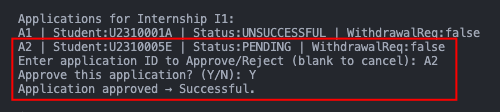 Applications for Internship I1:
A1 | Student:U2310001A | Status:UNSUCCESSFUL | WithdrawalReq:false
A2 | Student:U2310005E | Status:PENDING | WithdrawalReq:false
Enter application ID to Approve/Reject (blank to cancel): A2
Approve this application? (Y/N): Y
Application approved → Successful.